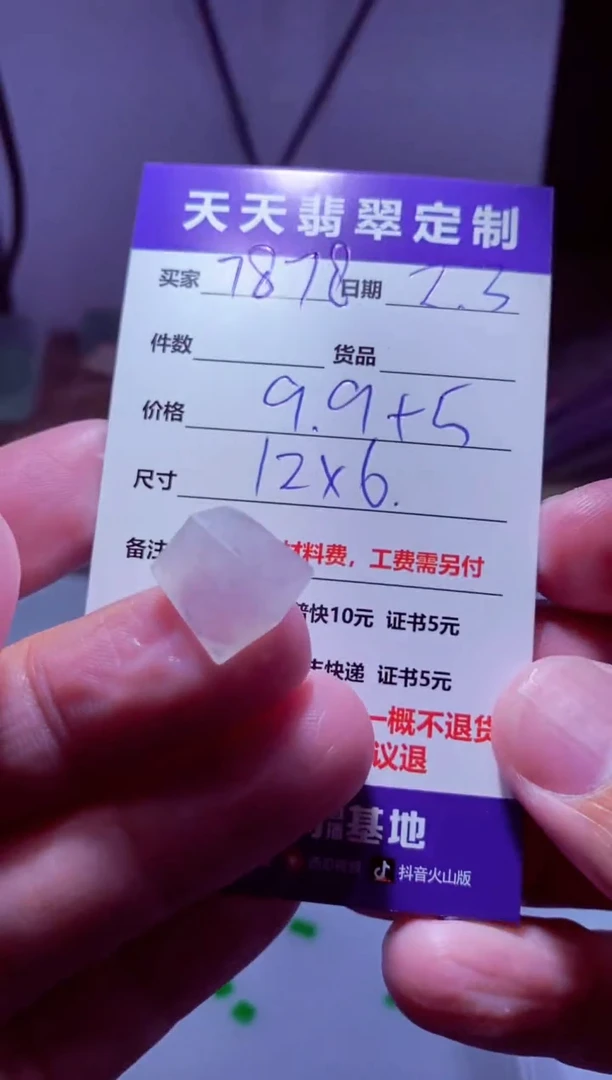 天天翡翠定制
买家 7878 日期 2.3
件数 货品
价格 9.9+5
尺寸 12x6.
备注 材料费，工费需另付
普快10元 证书5元
快递 证书5元
一概不退货
议退
基地
抖音火山版